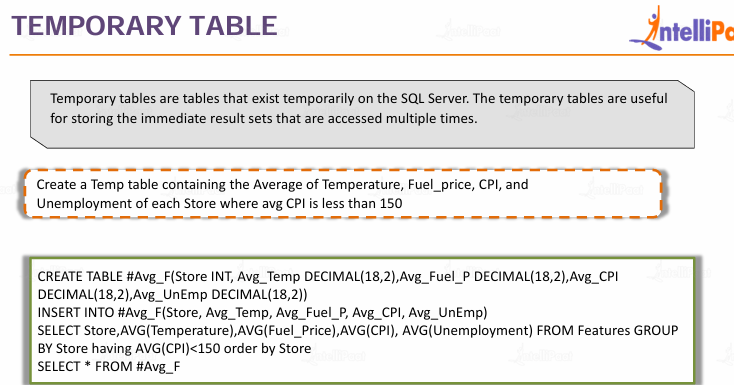 TEMPORARY TABLE
IntelliPa
Temporary tables are tables that exist temporarily on the SQL Server. The temporary tables are useful
for storing the immediate result sets that are accessed multiple times.
Create a Temp table containing the Average of Temperature, Fuel_price, CPI, and
Unemployment of each Store where avg CPI is less than 150
CREATE TABLE #Avg_F(Store INT, Avg_Temp DECIMAL(18,2),Avg_Fuel_P DECIMAL(18,2),Avg_CPI
DECIMAL(18,2),Avg_UnEmp DECIMAL(18,2))
INSERT INTO #Avg_F(Store, Avg_Temp, Avg_Fuel_P, Avg_CPI, Avg_UnEmp)
SELECT Store,AVG(Temperature),AVG(Fuel_Price),AVG(CPI), AVG(Unemployment) FROM Features GROUP
BY Store having AVG(CPI)<150 order by Store
SELECT * FROM #Avg_F